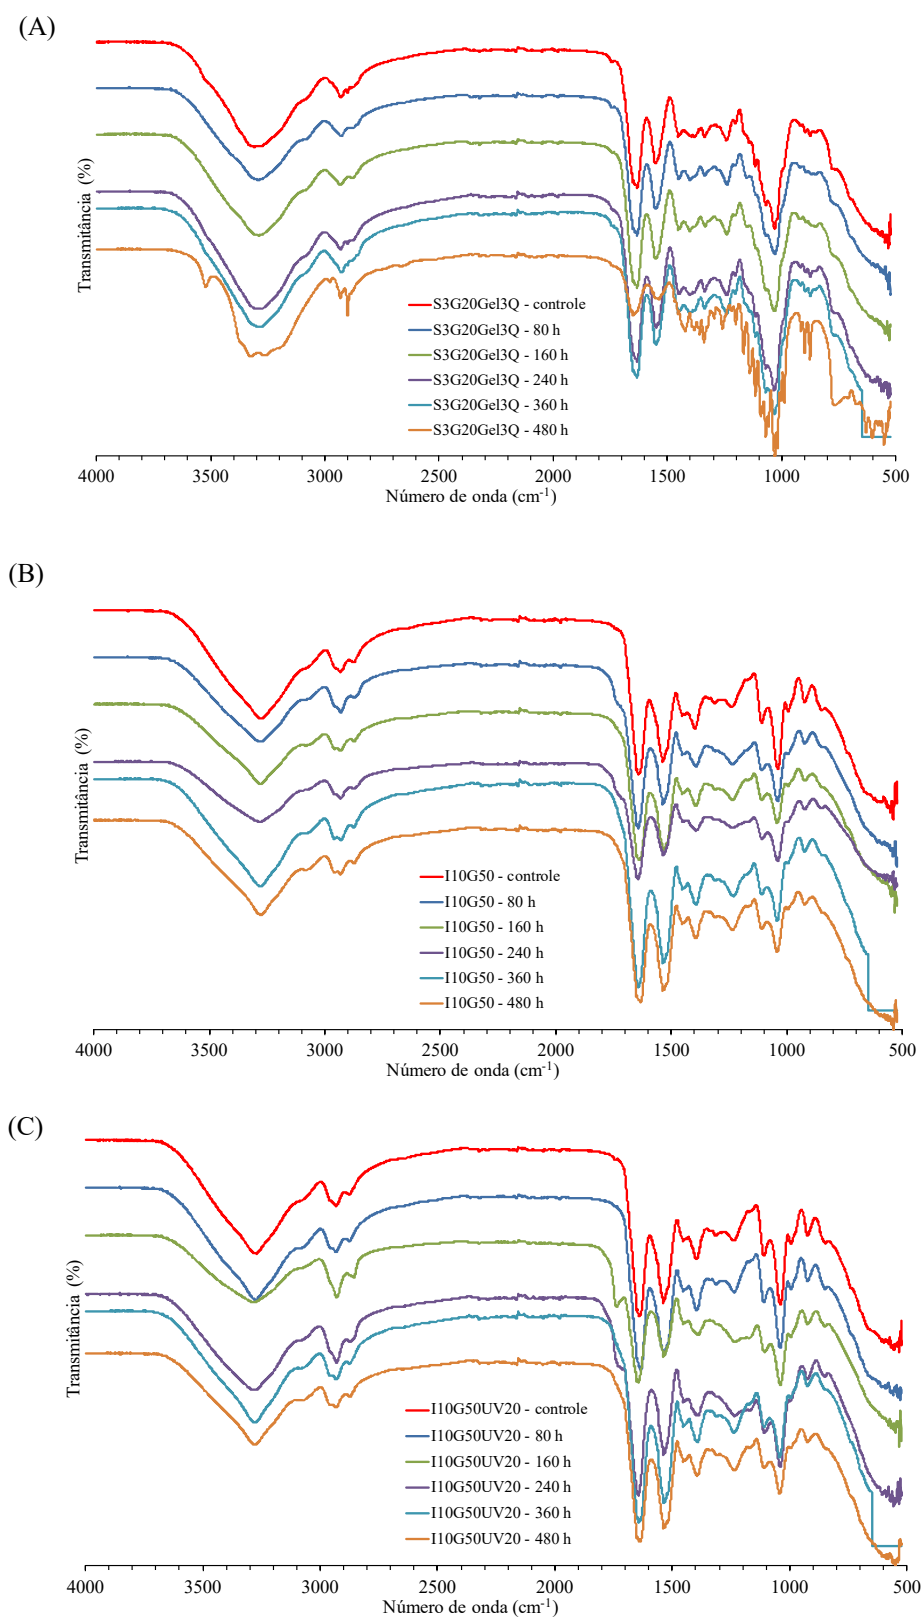 (A)
Transmitância (%)
S3G20Gel3Q - controle
S3G20Gel3Q - 80 h
S3G20Gel3Q - 160 h
S3G20Gel3Q - 240 h
S3G20Gel3Q - 360 h
S3G20Gel3Q - 480 h
4000 3500 3000 2500 2000 1500 1000 500
Número de onda (cm⁻¹)
(B)
Transmitância (%)
I10G50 - controle
I10G50 - 80 h
I10G50 - 160 h
I10G50 - 240 h
I10G50 - 360 h
I10G50 - 480 h
4000 3500 3000 2500 2000 1500 1000 500
Número de onda (cm⁻¹)
(C)
Transmitância (%)
I10G50UV20 - controle
I10G50UV20 - 80 h
I10G50UV20 - 160 h
I10G50UV20 - 240 h
I10G50UV20 - 360 h
I10G50UV20 - 480 h
4000 3500 3000 2500 2000 1500 1000 500
Número de onda (cm⁻¹)